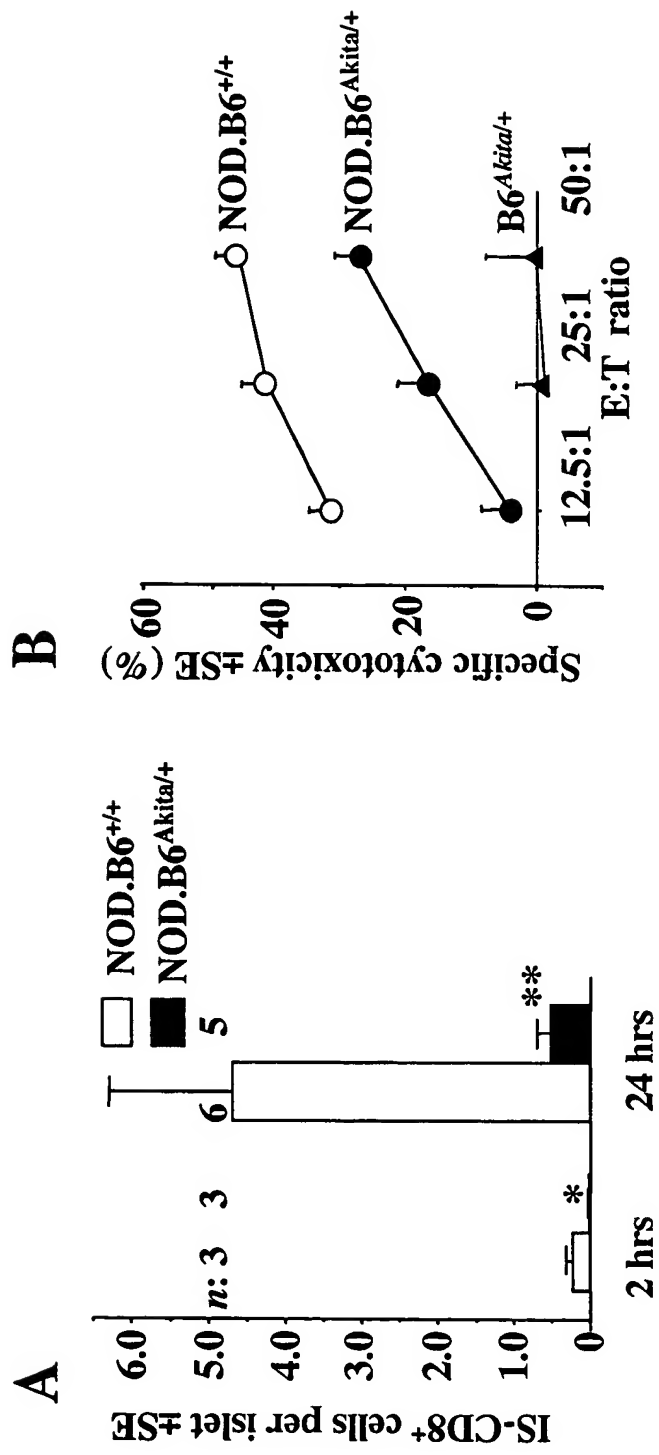 A
IS-CD8⁺ cells per islet ±SE
6.0
5.0
4.0
3.0
2.0
1.0
0
NOD.B6⁺/⁺
NOD.B6ᴬᵏⁱᵗᵃ/⁺
n: 3 3 6 5
*
**
2 hrs 24 hrs
B
Specific cytotoxicity ±SE (%)
60
40
20
0
NOD.B6⁺/⁺
NOD.B6ᴬᵏⁱᵗᵃ/⁺
B6ᴬᵏⁱᵗᵃ/⁺
12.5:1 25:1 50:1
E:T ratio